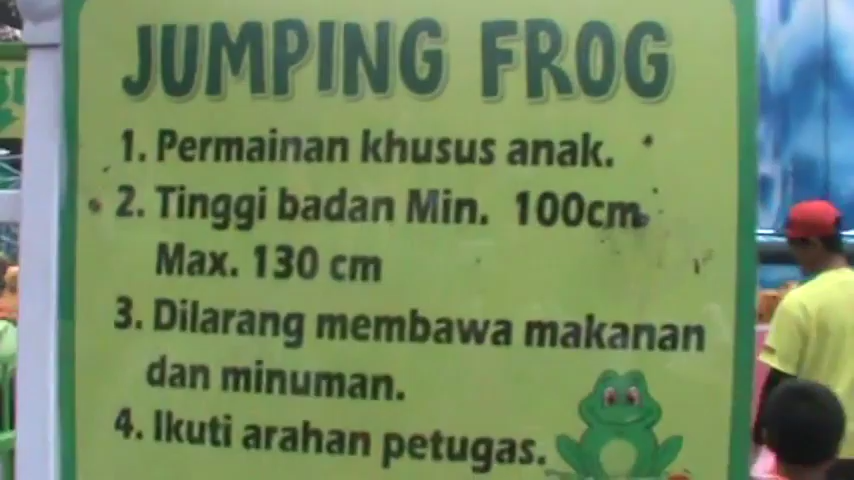 JUMPING FROG
1. Permainan khusus anak.
2. Tinggi badan Min. 100cm
Max. 130 cm
3. Dilarang membawa makanan
dan minuman.
4. Ikuti arahan petugas.